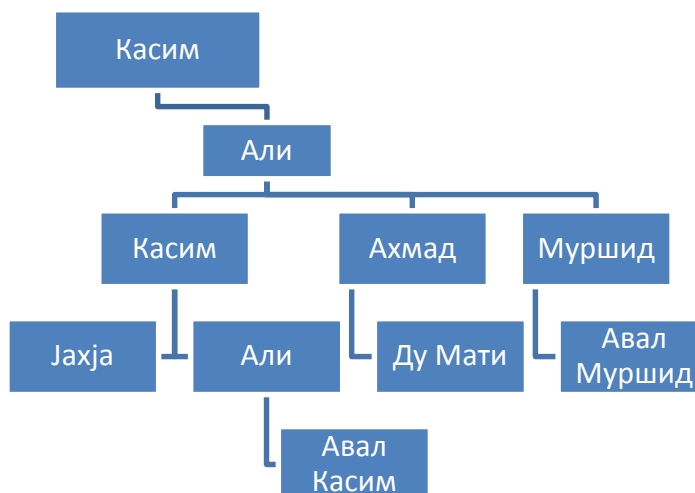 Касим
Али
Касим
Ахмад
Муршид
Јахја
Али
Ду Мати
Авал
Муршид
Авал
Касим